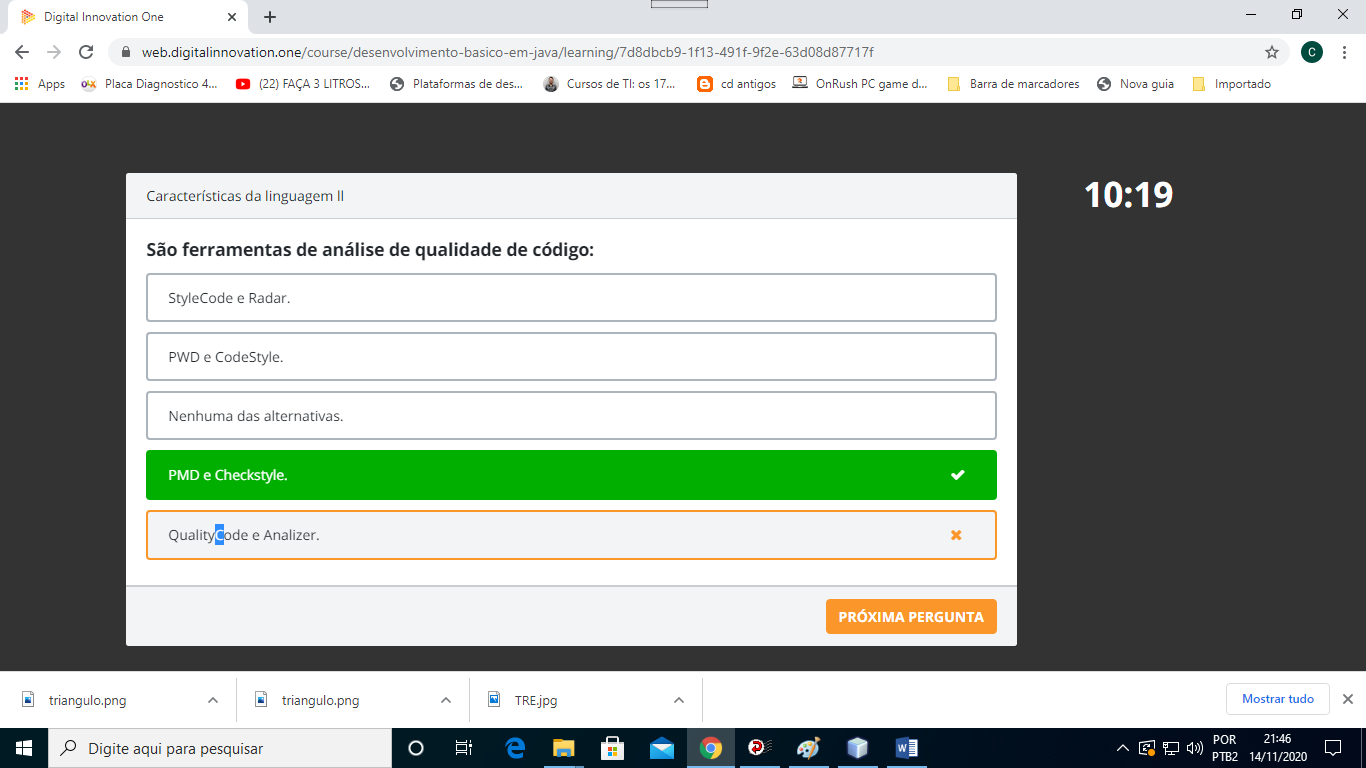 Digital Innovation One
web.digitalinnovation.one/course/desenvolvimento-basico-em-java/learning/7d8dbcb9-1f13-491f-9f2e-63d08d87717f
C
Apps Placa Diagnostico 4... (22) FAÇA 3 LITROS... Plataformas de des... Cursos de TI: os 17... cd antigos OnRush PC game d... Barra de marcadores Nova guia Importado
10:19
Características da linguagem II
São ferramentas de análise de qualidade de código:
StyleCode e Radar.
PWD e CodeStyle.
Nenhuma das alternativas.
PMD e Checkstyle.
QualityCode e Analizer.
PRÓXIMA PERGUNTA
triangulo.png triangulo.png TRE.jpg Mostrar tudo
Digite aqui para pesquisar
POR 21:46
PTB2 14/11/2020